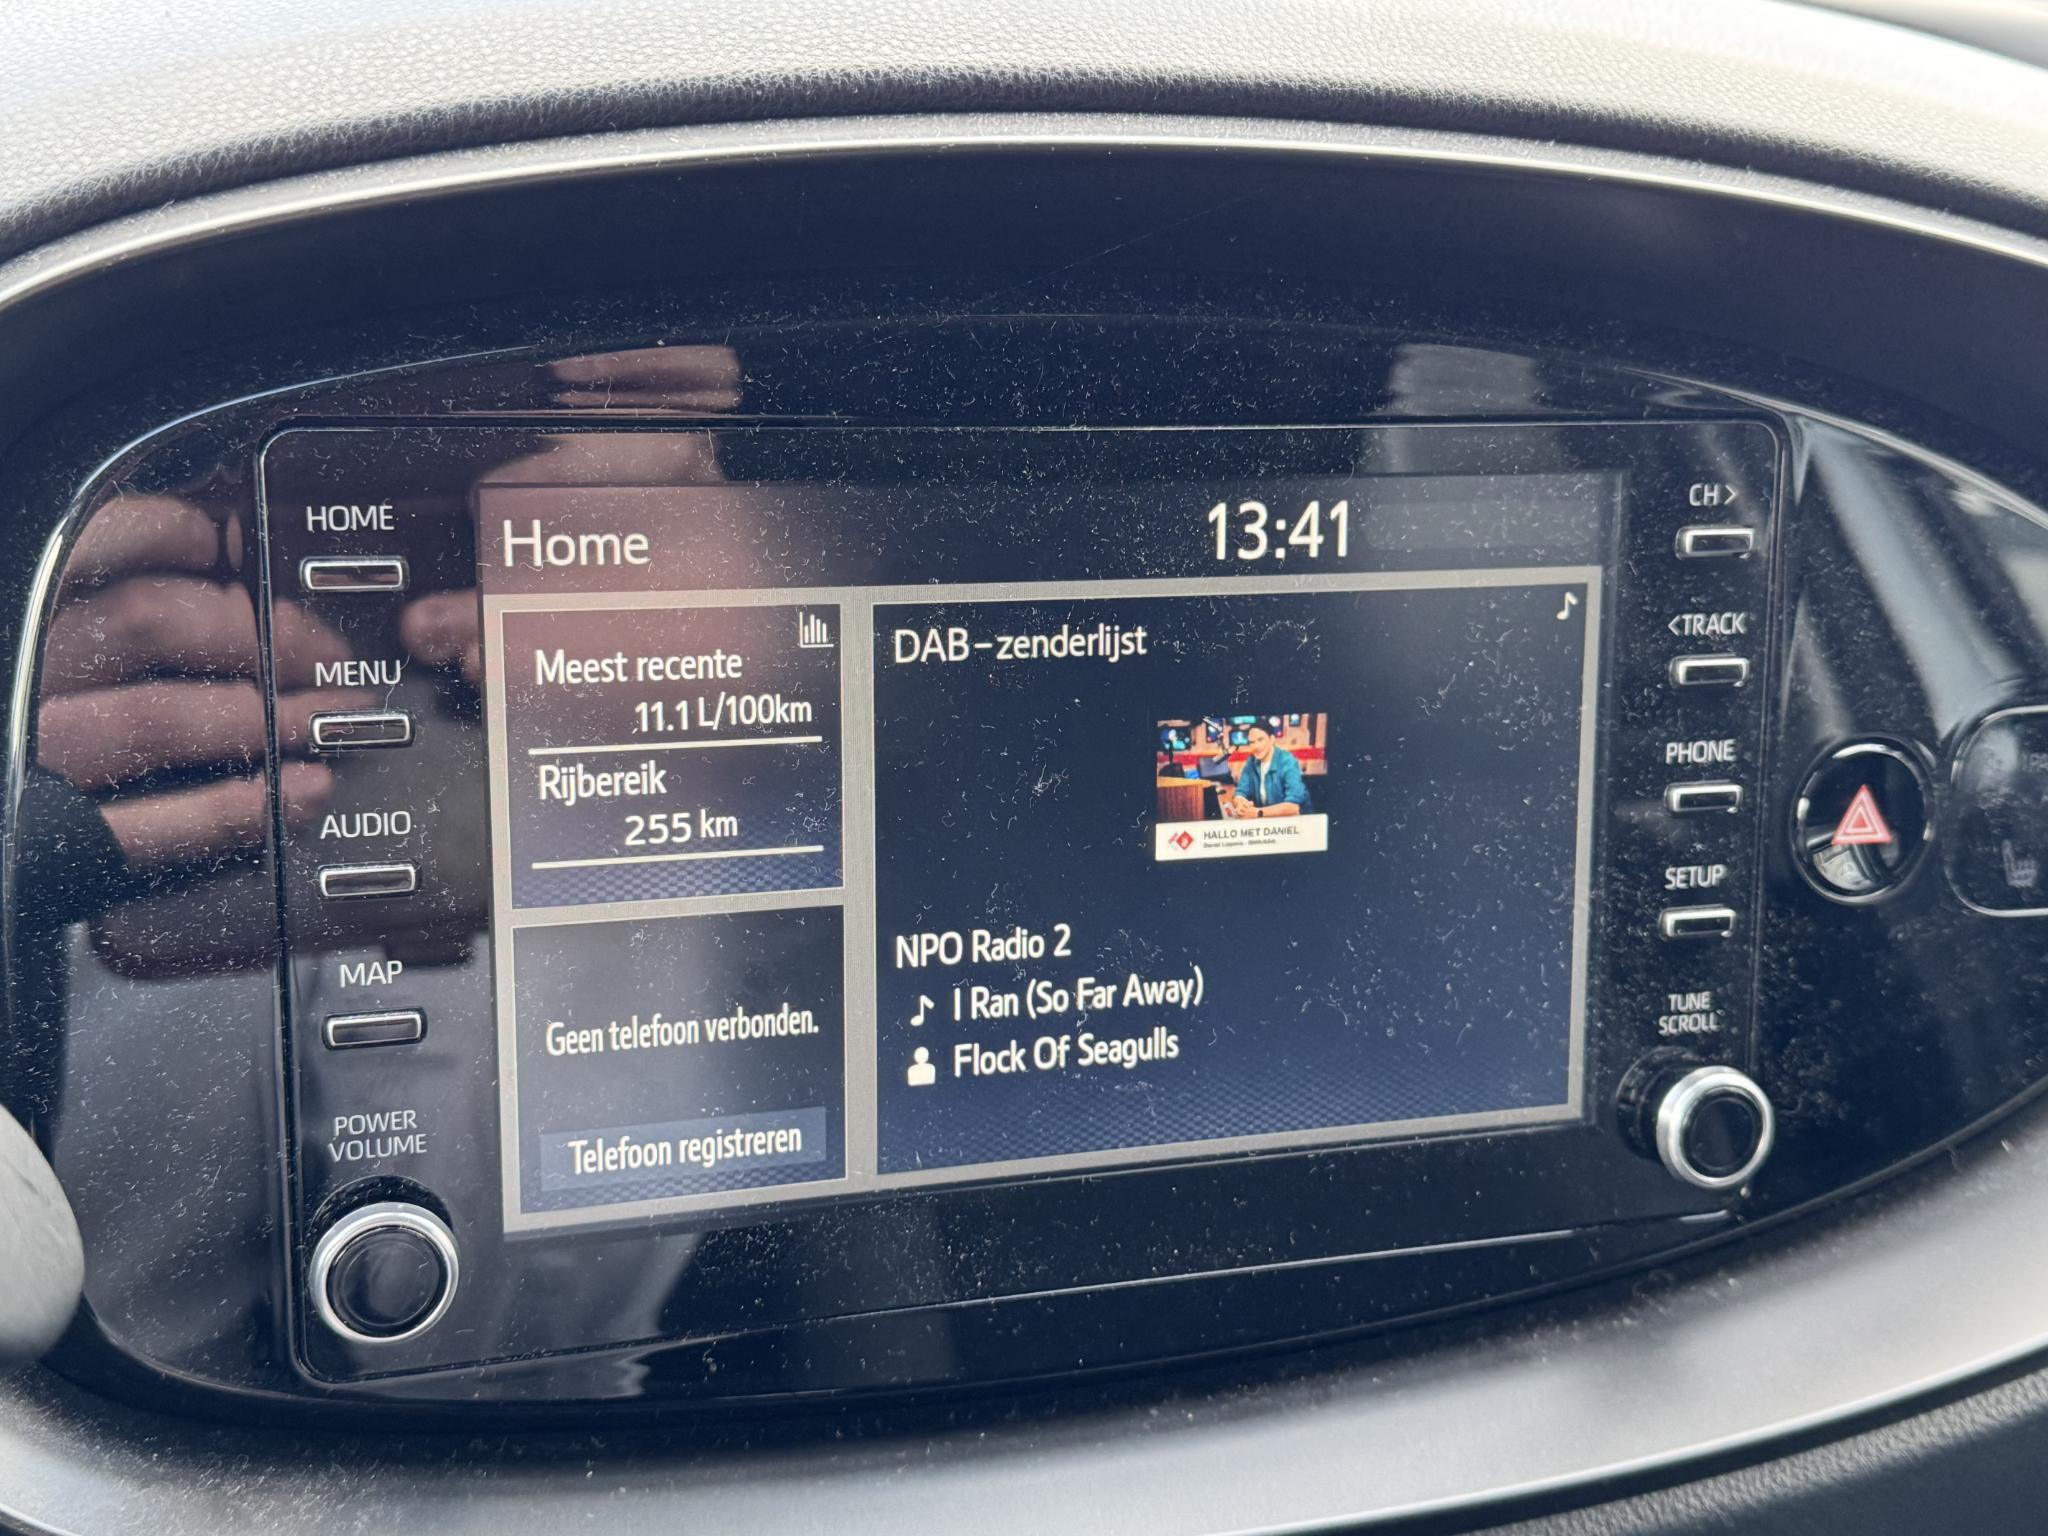 HOME
MENU
AUDIO
MAP
POWER
VOLUME
Home
13:41
Meest recente
11.1 L/100km
Rijbereik
255 km
Geen telefoon verbonden.
Telefoon registreren
DAB-zenderlijst
HALLO MET DANIEL
NPO Radio 2
I Ran (So Far Away)
Flock Of Seagulls
CH >
<TRACK
PHONE
SETUP
TUNE
SCROLL